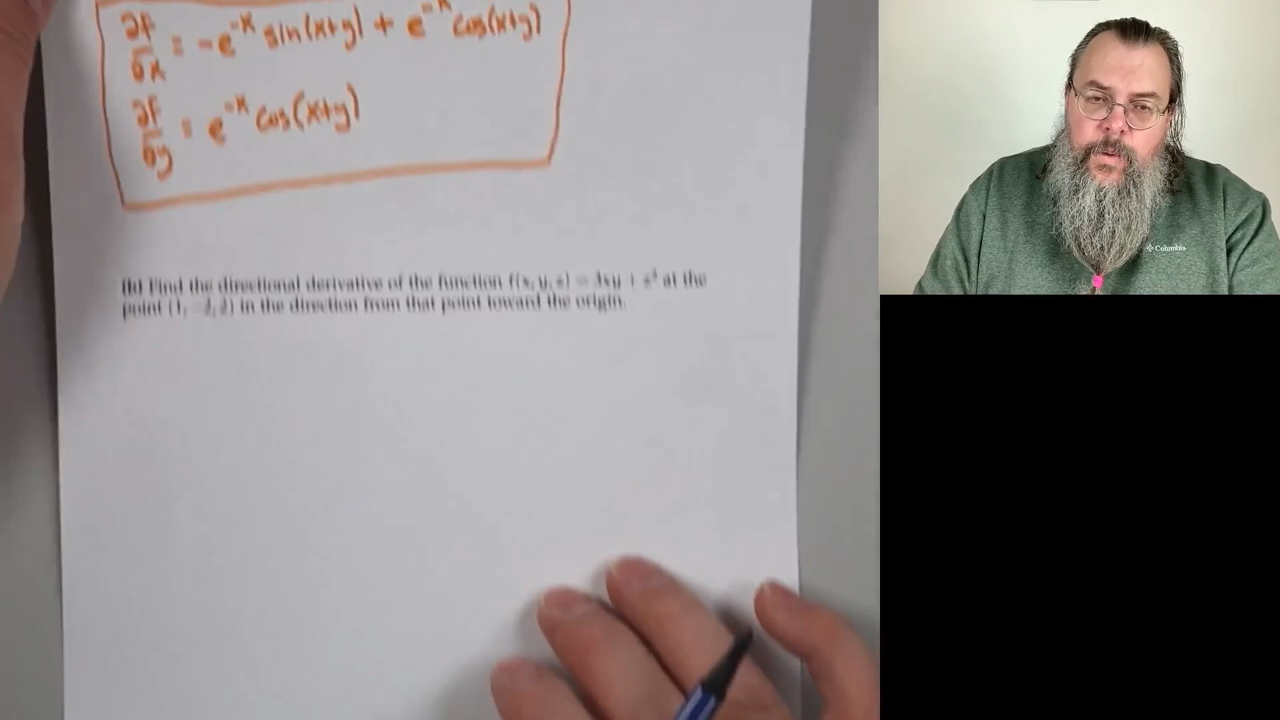 ∂f/∂x = -e^-x sin(x+y) + e^-x cos(x+y)
∂f/∂y = e^-x cos(x+y)
(b) Find the directional derivative of the function f(x, y, z) = 3xy + z² at the
point (1, −2, 2) in the direction from that point toward the origin.
Columbia